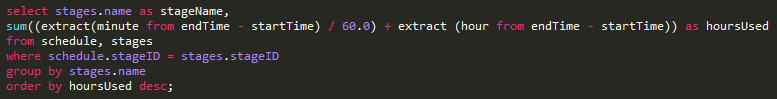 select stages.name as stageName,
sum((extract(minute from endTime - startTime) / 60.0) + extract (hour from endTime - startTime)) as hoursUsed
from schedule, stages
where schedule.stageID = stages.stageID
group by stages.name
order by hoursUsed desc;